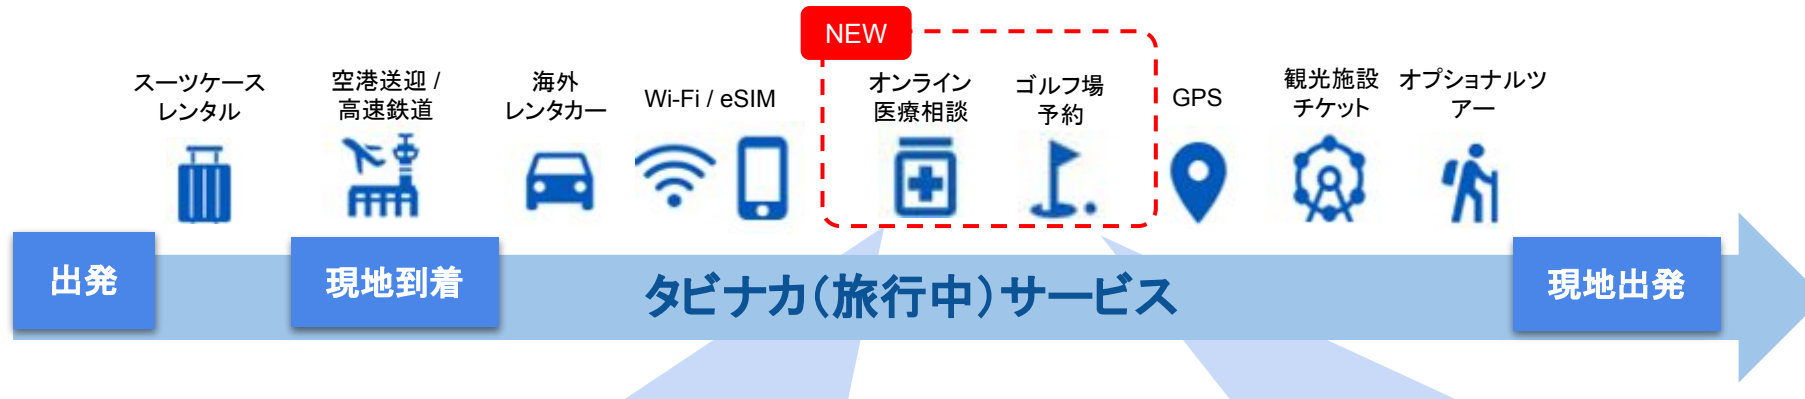 NEW
スーツケース
レンタル
空港送迎 /
高速鉄道
海外
レンタカー
Wi-Fi / eSIM
オンライン
医療相談
ゴルフ場
予約
GPS
観光施設
チケット
オプショナルツ
アー
出発
現地到着
タビナカ(旅行中)サービス
現地出発